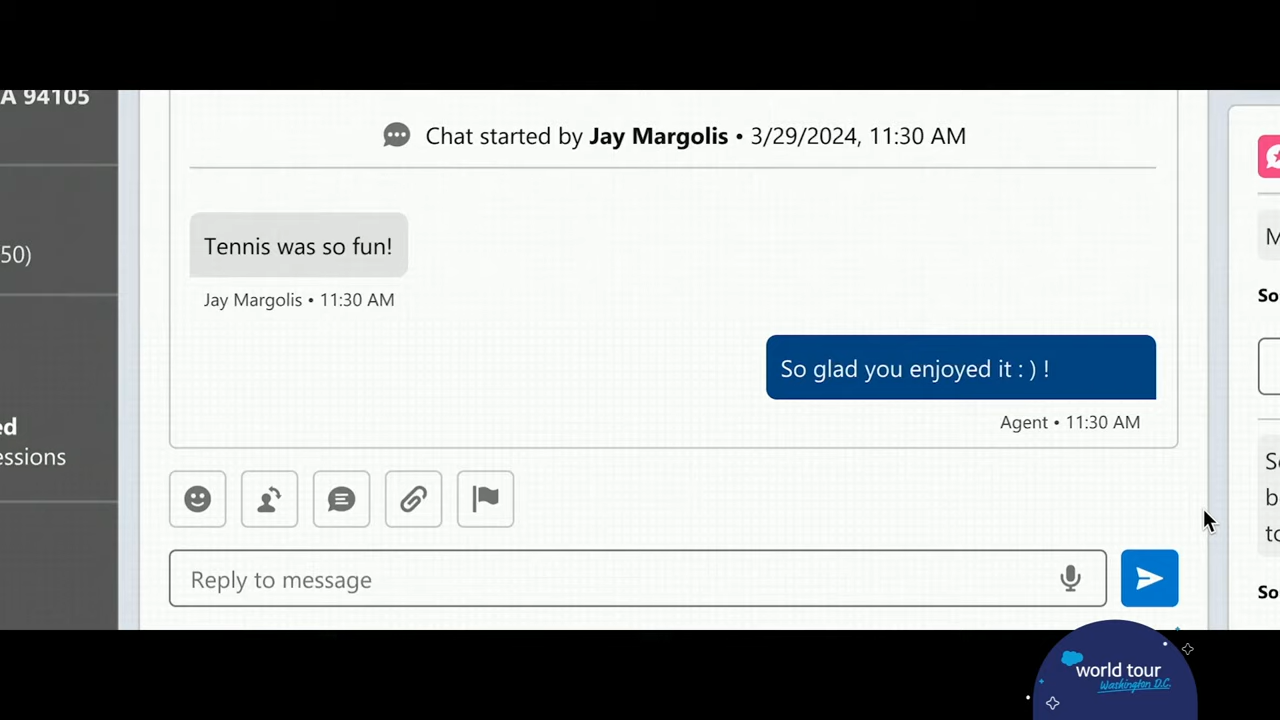 A 94105
Chat started by Jay Margolis • 3/29/2024, 11:30 AM
Tennis was so fun!
M
50)
Jay Margolis • 11:30 AM
So
So glad you enjoyed it : ) !
Agent • 11:30 AM
ed
essions
So
b
to
Reply to message
So
world tour
Washington D.C.